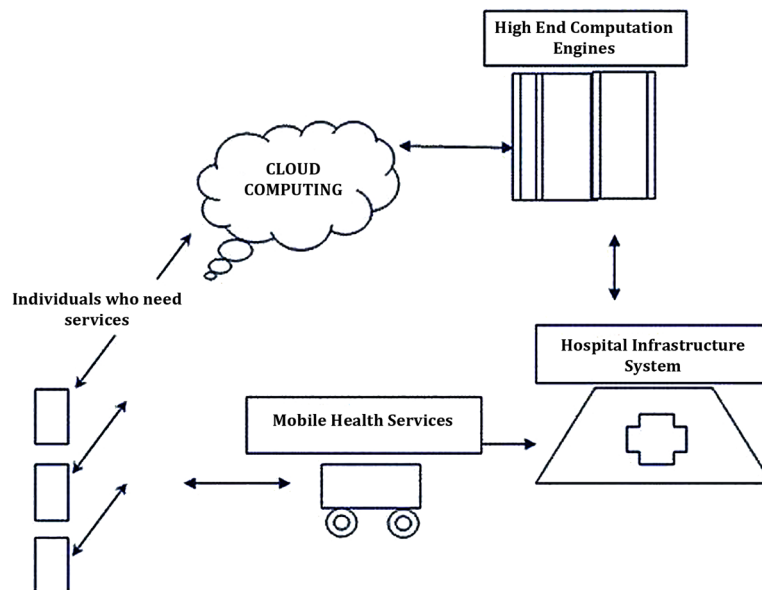 High End Computation
Engines
CLOUD
COMPUTING
Individuals who need
services
Hospital Infrastructure
System
Mobile Health Services